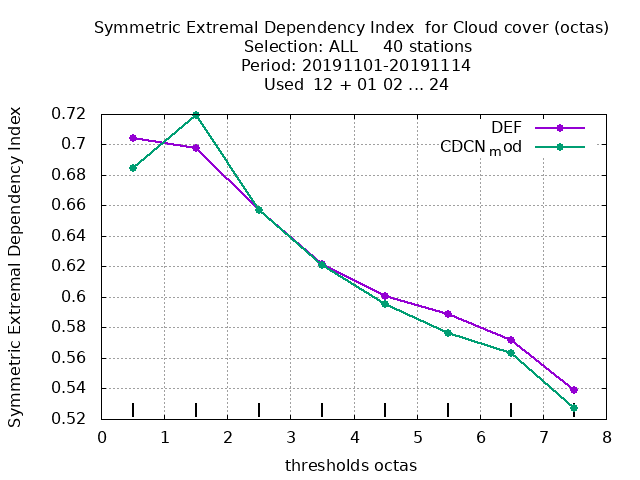 Symmetric Extremal Dependency Index  for Cloud cover (octas)
Selection: ALL     40 stations
Period: 20191101-20191114
Used  12 + 01 02 ... 24
Symmetric Extremal Dependency Index
0.72
0.7
0.68
0.66
0.64
0.62
0.6
0.58
0.56
0.54
0.52
DEF
CDCNmod
0 1 2 3 4 5 6 7 8
thresholds octas